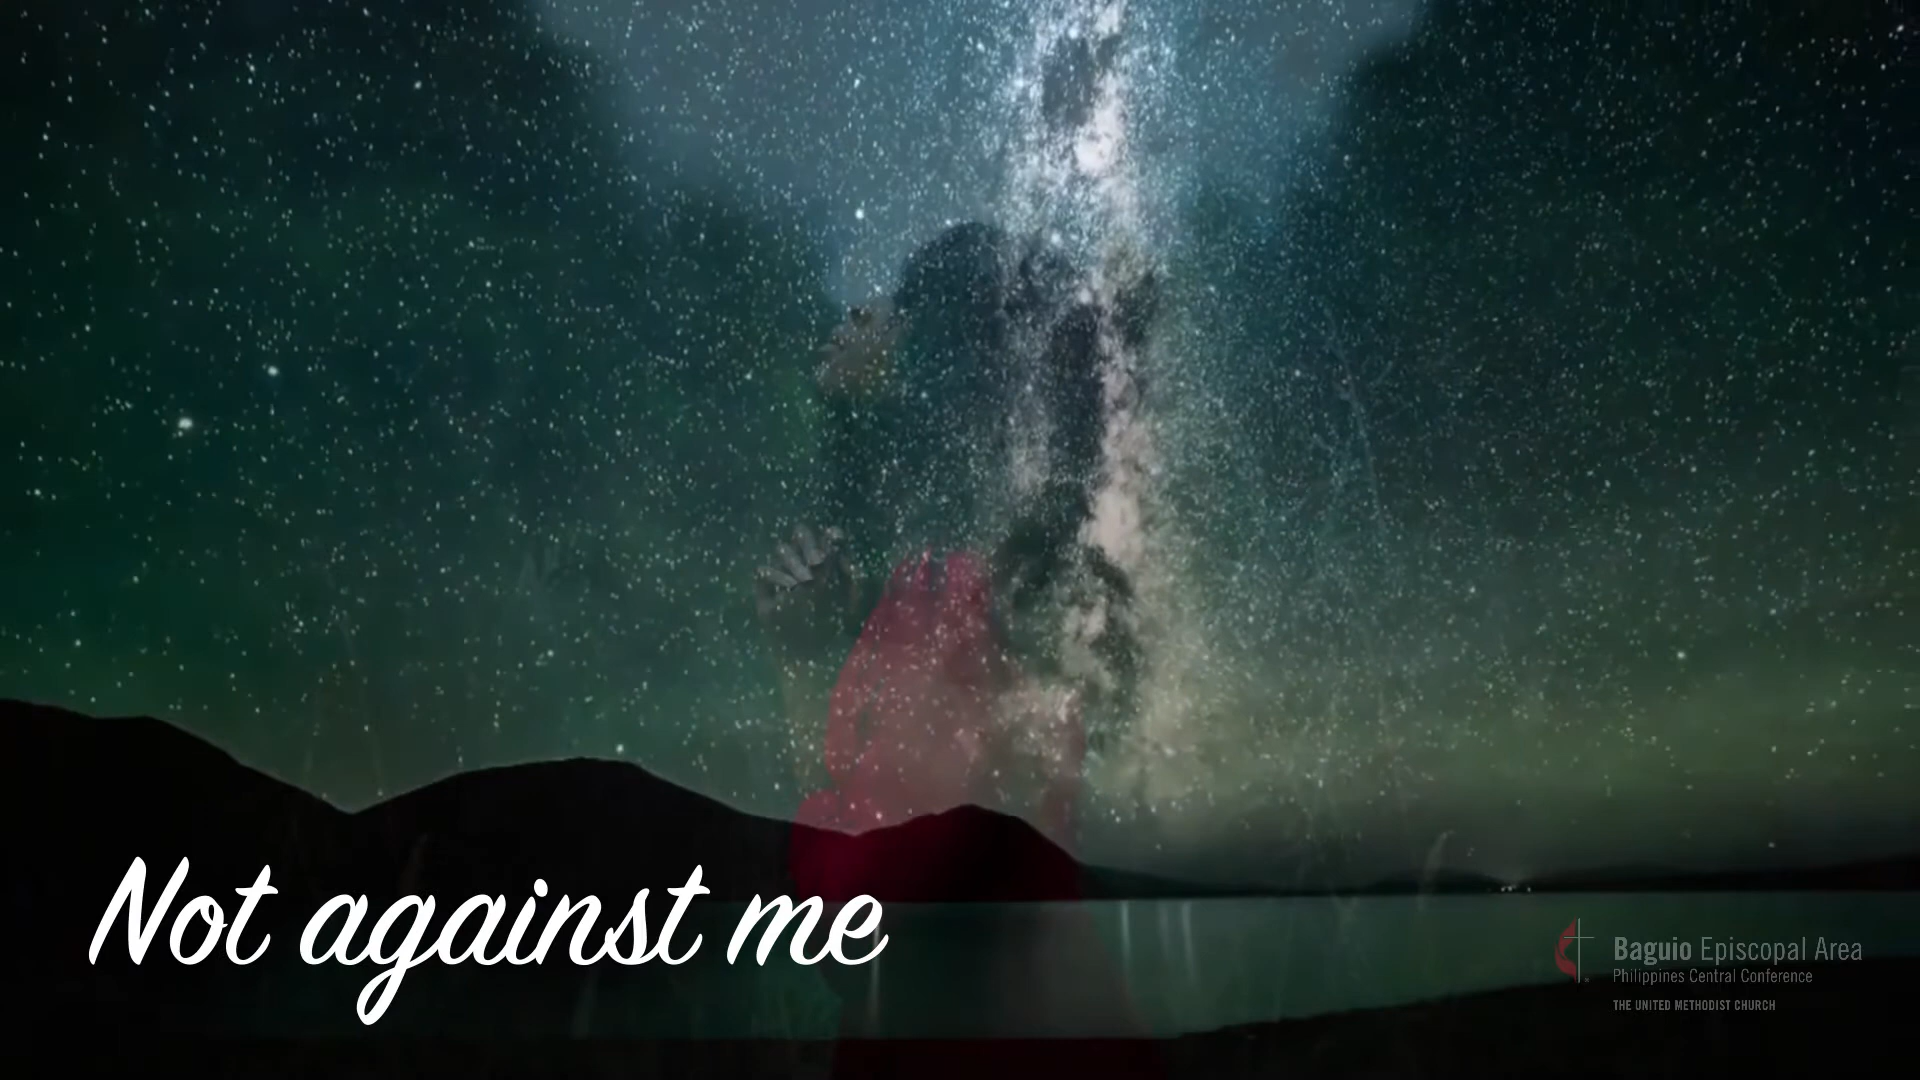 Not against me
Baguio Episcopal Area
Philippines Central Conference
THE UNITED METHODIST CHURCH